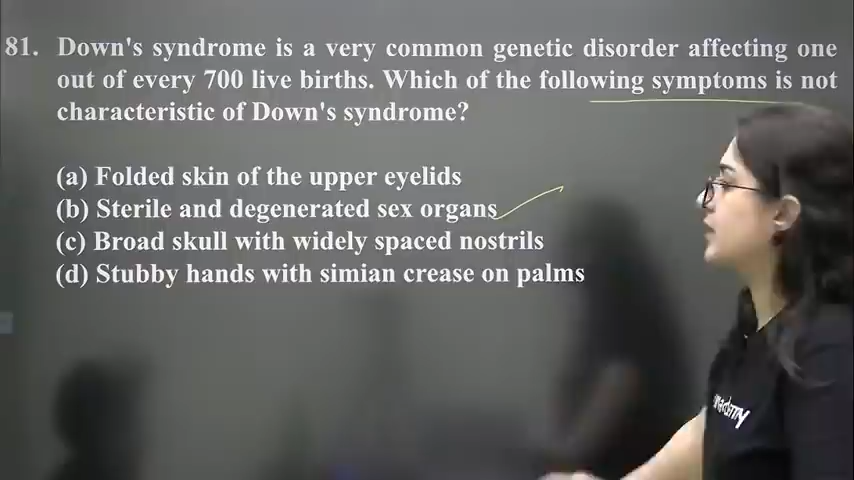 81. Down's syndrome is a very common genetic disorder affecting one
out of every 700 live births. Which of the following symptoms is not
characteristic of Down's syndrome?
(a) Folded skin of the upper eyelids
(b) Sterile and degenerated sex organs
(c) Broad skull with widely spaced nostrils
(d) Stubby hands with simian crease on palms